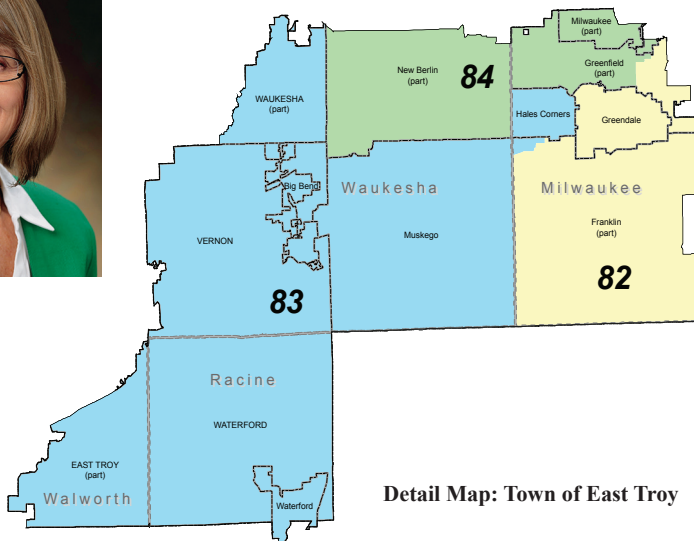 Milwaukee
(part)
New Berlin
(part)
84
Greenfield
(part)
WAUKESHA
(part)
Hales Corners
Greendale
Big Bend
Waukesha
Milwaukee
Franklin
(part)
VERNON
Muskego
83
82
Racine
WATERFORD
EAST TROY
(part)
Walworth
Waterford
Detail Map: Town of East Troy